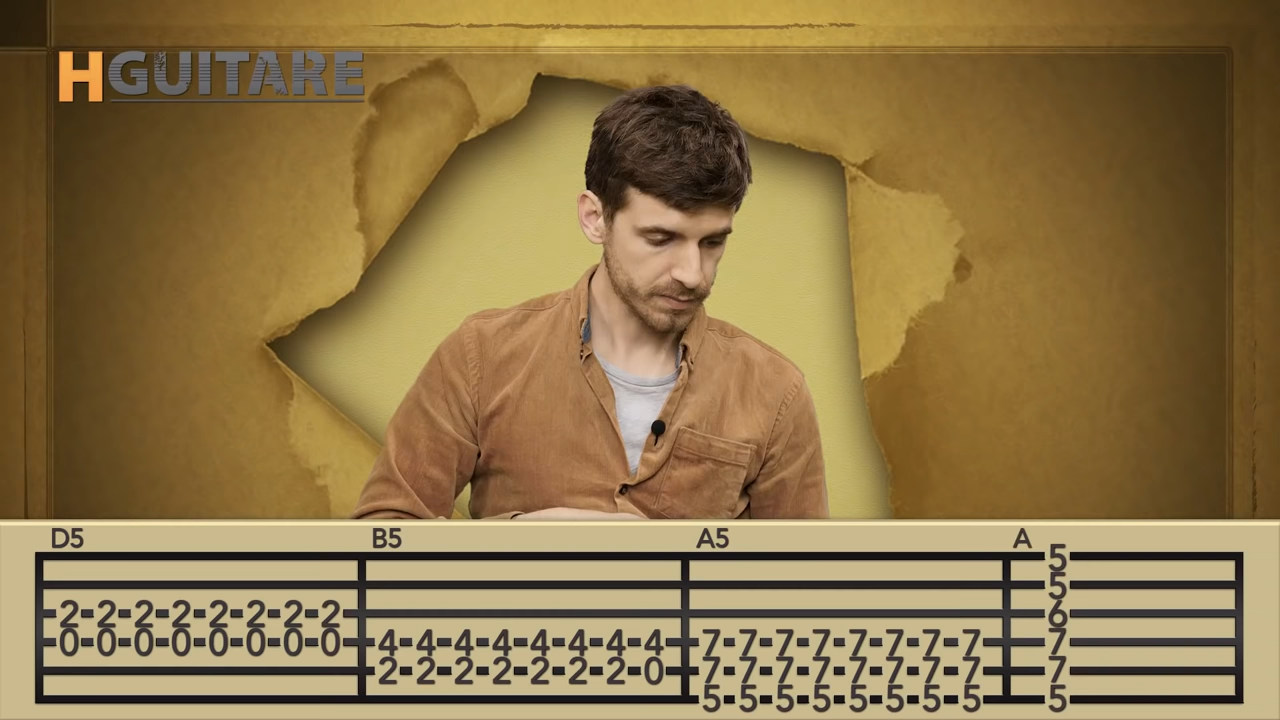 HGUITARE
D5 B5 A5 A
5
5
2 2 2 2 2 2 2 2 6
0 0 0 0 0 0 0 0 4 4 4 4 4 4 4 4 7 7 7 7 7 7 7 7 7
2 2 2 2 2 2 2 0 7 7 7 7 7 7 7 7 7
5 5 5 5 5 5 5 5 5